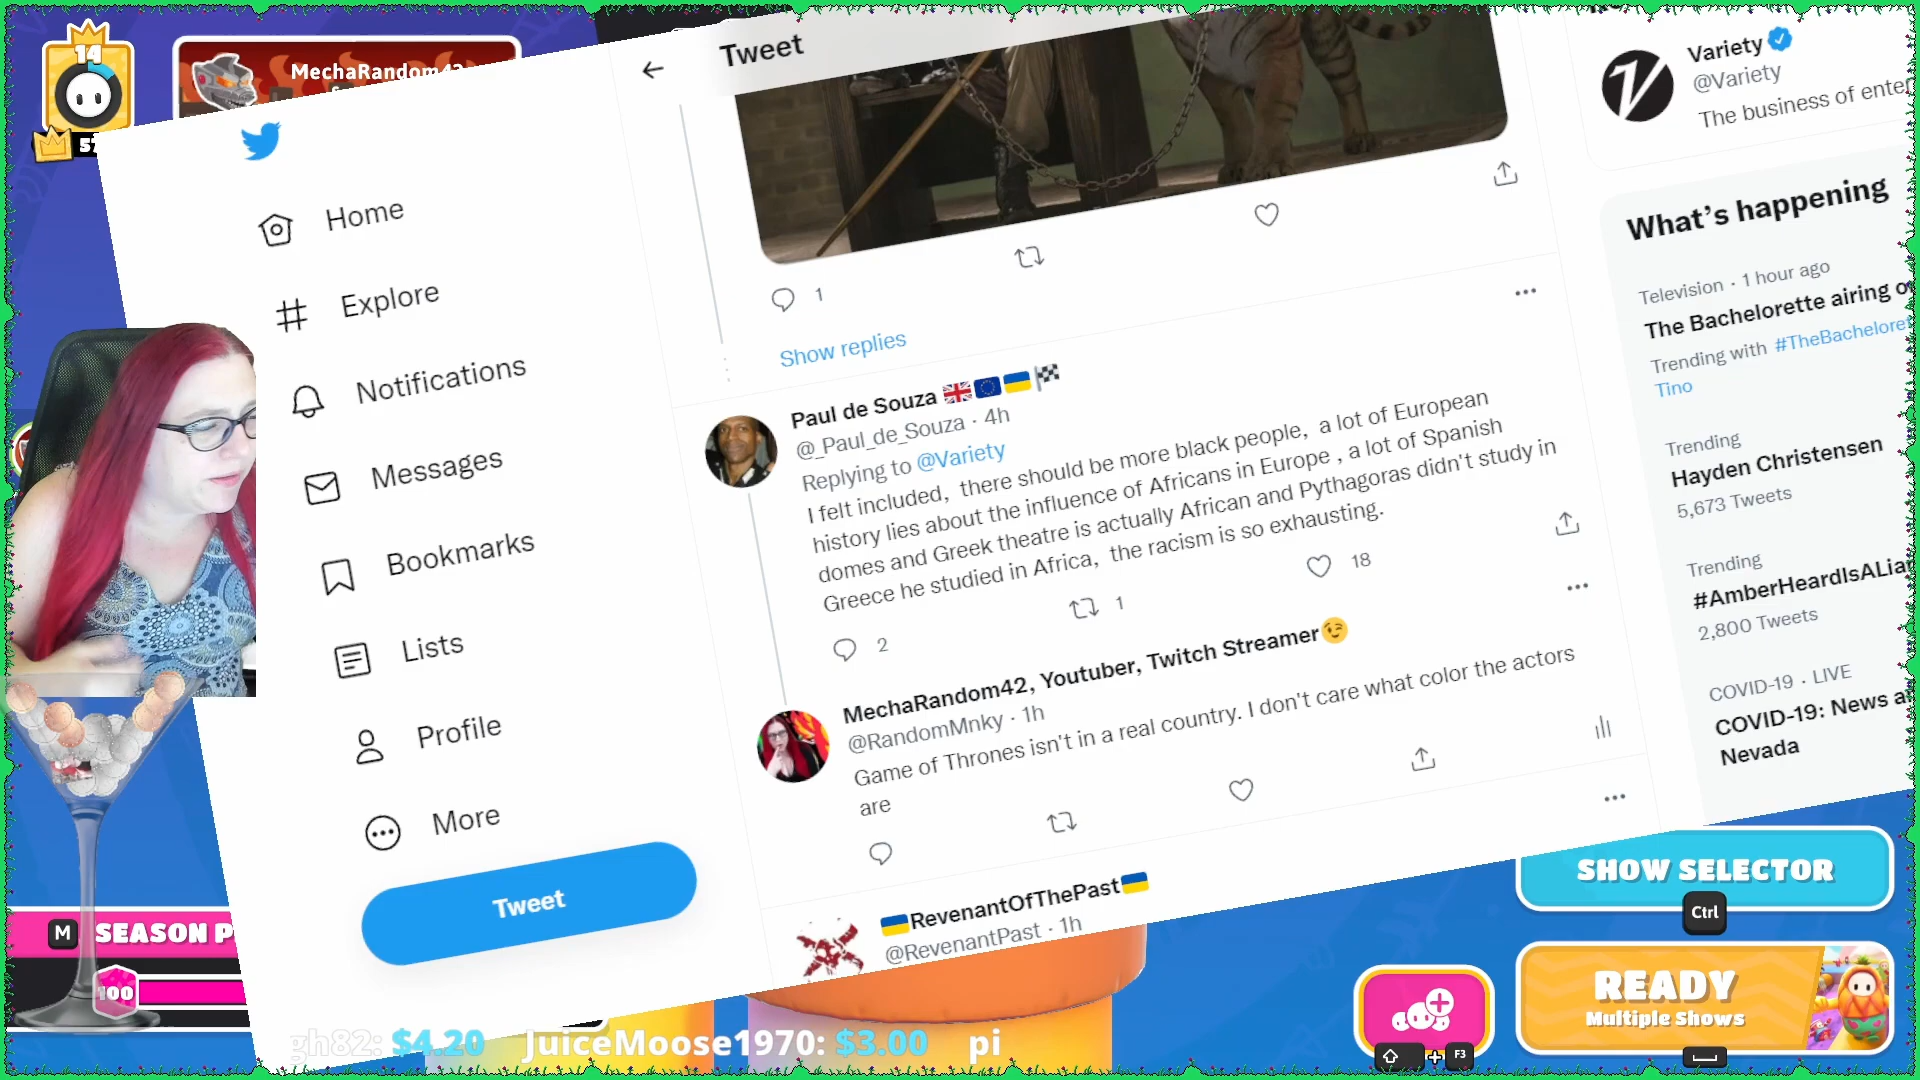 14
MechaRandom42
57
Tweet
Home
Explore
Notifications
Messages
Bookmarks
Lists
Profile
More
Tweet
1
Show replies
Paul de Souza 🇬🇧🇪🇺🇺🇦🏁
@_Paul_de_Souza · 4h
Replying to @Variety
I felt included, there should be more black people, a lot of European
history lies about the influence of Africans in Europe , a lot of Spanish
domes and Greek theatre is actually African and Pythagoras didn't study in
Greece he studied in Africa, the racism is so exhausting.
2
1
18
MechaRandom42, Youtuber, Twitch Streamer😉
@RandomMnky · 1h
Game of Thrones isn't in a real country. I don't care what color the actors
are
🇺🇦RevenantOfThePast🇺🇦
@RevenantPast · 1h
Variety
@Variety
The business of enter
What's happening
Television · 1 hour ago
The Bachelorette airing o
Trending with #TheBacheloret
Tino
Trending
Hayden Christensen
5,673 Tweets
Trending
#AmberHeardIsALiar
2,800 Tweets
COVID-19 · LIVE
COVID-19: News a
Nevada
M SEASON P
100
gh82: $4.20 JuiceMoose1970: $3.00 pi
SHOW SELECTOR
Ctrl
READY
Multiple Shows
+ F3